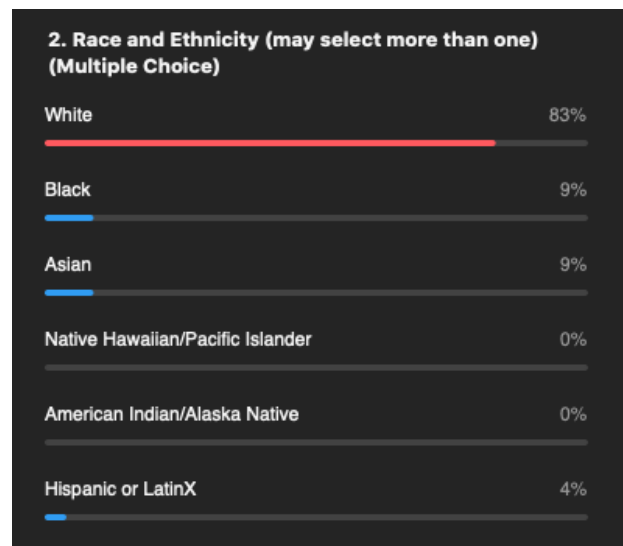 2. Race and Ethnicity (may select more than one)
(Multiple Choice)
White 83%
Black 9%
Asian 9%
Native Hawaiian/Pacific Islander 0%
American Indian/Alaska Native 0%
Hispanic or LatinX 4%